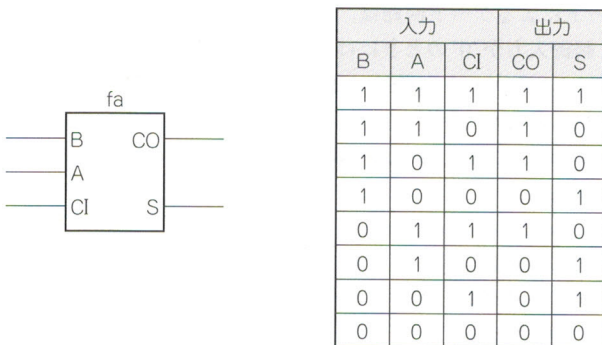 fa
B CO
A
CI S
入力 出力
B A CI CO S
1 1 1 1 1
1 1 0 1 0
1 0 1 1 0
1 0 0 0 1
0 1 1 1 0
0 1 0 0 1
0 0 1 0 1
0 0 0 0 0